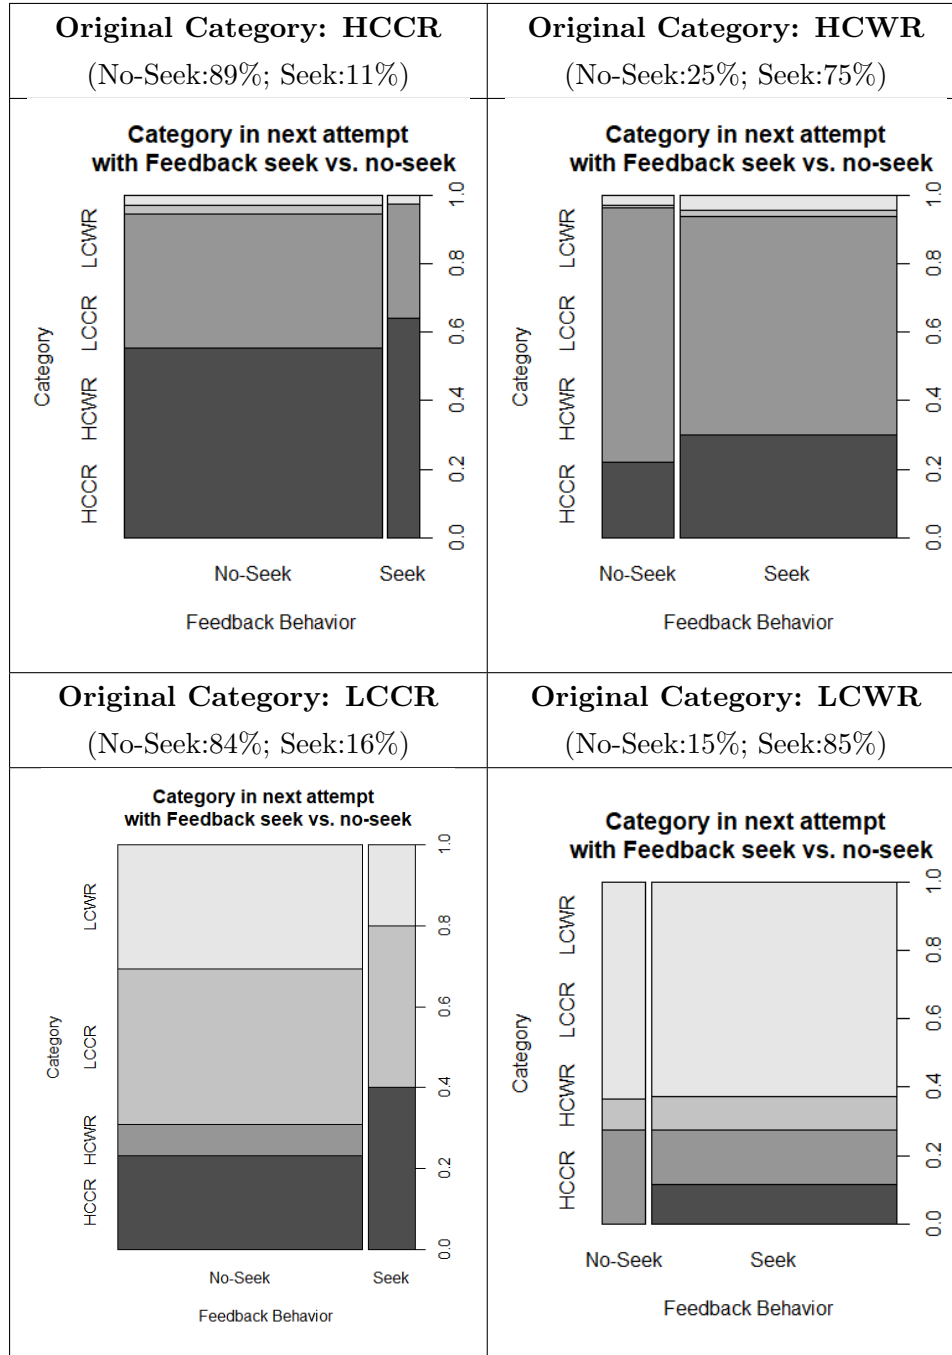 Original Category: HCCR
(No-Seek:89%; Seek:11%)
Category in next attempt
with Feedback seek vs. no-seek
Category
LCWR
LCCR
HCWR
HCCR
1.0
0.8
0.6
0.4
0.2
0.0
No-Seek Seek
Feedback Behavior
Original Category: HCWR
(No-Seek:25%; Seek:75%)
Category in next attempt
with Feedback seek vs. no-seek
Category
LCWR
LCCR
HCWR
HCCR
1.0
0.8
0.6
0.4
0.2
0.0
No-Seek Seek
Feedback Behavior
Original Category: LCCR
(No-Seek:84%; Seek:16%)
Category in next attempt
with Feedback seek vs. no-seek
Category
LCWR
LCCR
HCWR
HCCR
1.0
0.8
0.6
0.4
0.2
0.0
No-Seek Seek
Feedback Behavior
Original Category: LCWR
(No-Seek:15%; Seek:85%)
Category in next attempt
with Feedback seek vs. no-seek
Category
LCWR
LCCR
HCWR
HCCR
1.0
0.8
0.6
0.4
0.2
0.0
No-Seek Seek
Feedback Behavior